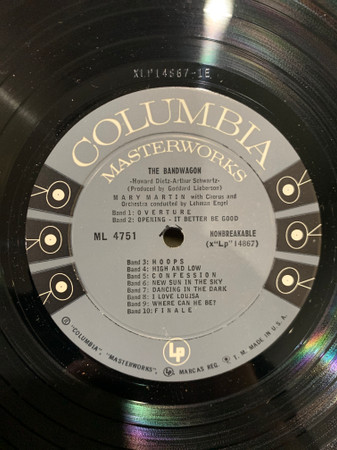 XLP14667-1E
COLUMBIA
MASTERWORKS
THE BANDWAGON
-Howard Dietz-Arthur Schwartz-
(Produced by Goddard Lieberson)
MARY MARTIN with Chorus and
Orchestra conducted by Lehman Engel
Band 1: OVERTURE
Band 2: OPENING - IT BETTER BE GOOD
ML 4751
NONBREAKABLE
(x"Lp"14667)
Band 3: HOOPS
Band 4: HIGH AND LOW
Band 5: CONFESSION
Band 6: NEW SUN IN THE SKY
Band 7: DANCING IN THE DARK
Band 8: I LOVE LOUISA
Band 9: WHERE CAN HE BE?
Band 10: FINALE
LP
® "COLUMBIA", "MASTERWORKS", MARCAS REG. T. M. MADE IN U.S.A.